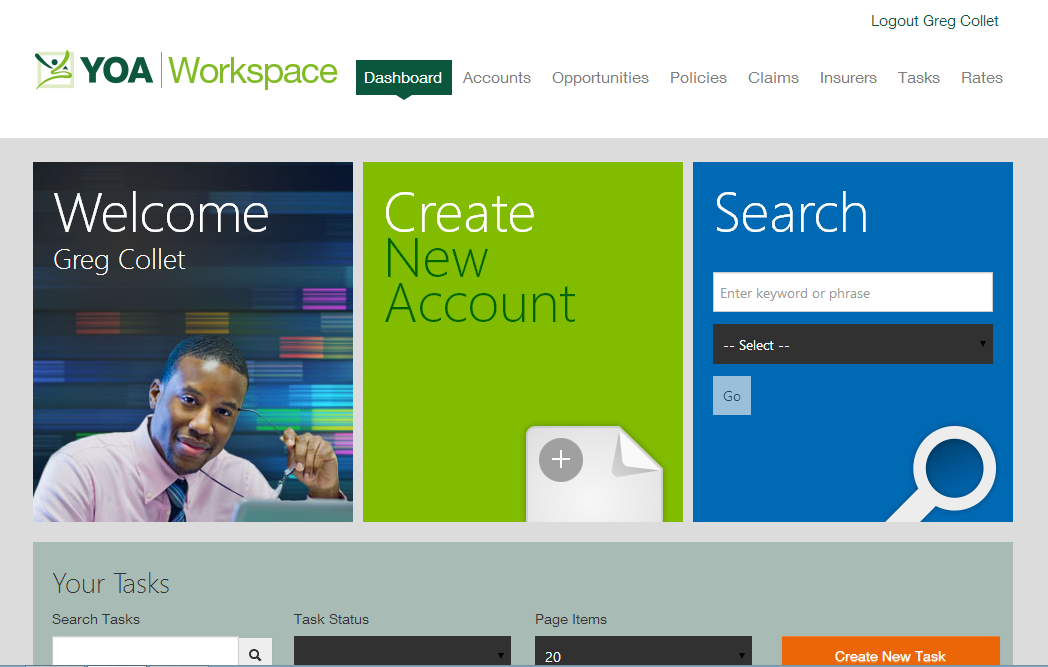 Logout Greg Collet
YOA Workspace
Dashboard Accounts Opportunities Policies Claims Insurers Tasks Rates
Welcome
Greg Collet
Create
New
Account
Search
Enter keyword or phrase
-- Select --
Go
Your Tasks
Search Tasks Task Status Page Items
20
Create New Task